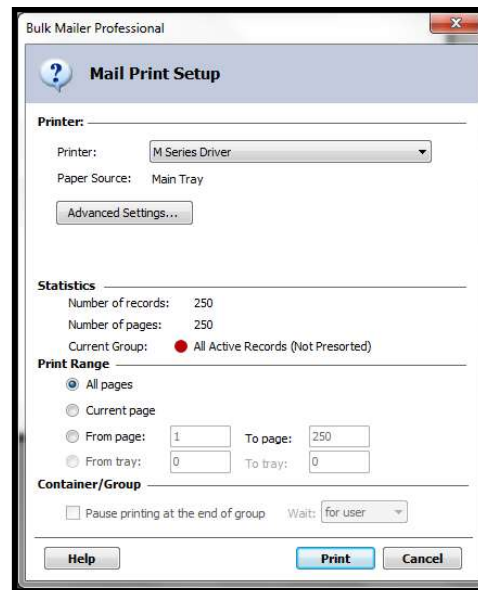 Bulk Mailer Professional
Mail Print Setup
Printer:
Printer: M Series Driver
Paper Source: Main Tray
Advanced Settings...
Statistics
Number of records: 250
Number of pages: 250
Current Group: All Active Records (Not Presorted)
Print Range
All pages
Current page
From page: 1 To page: 250
From tray: 0 To tray: 0
Container/Group
Pause printing at the end of group Wait: for user
Help Print Cancel